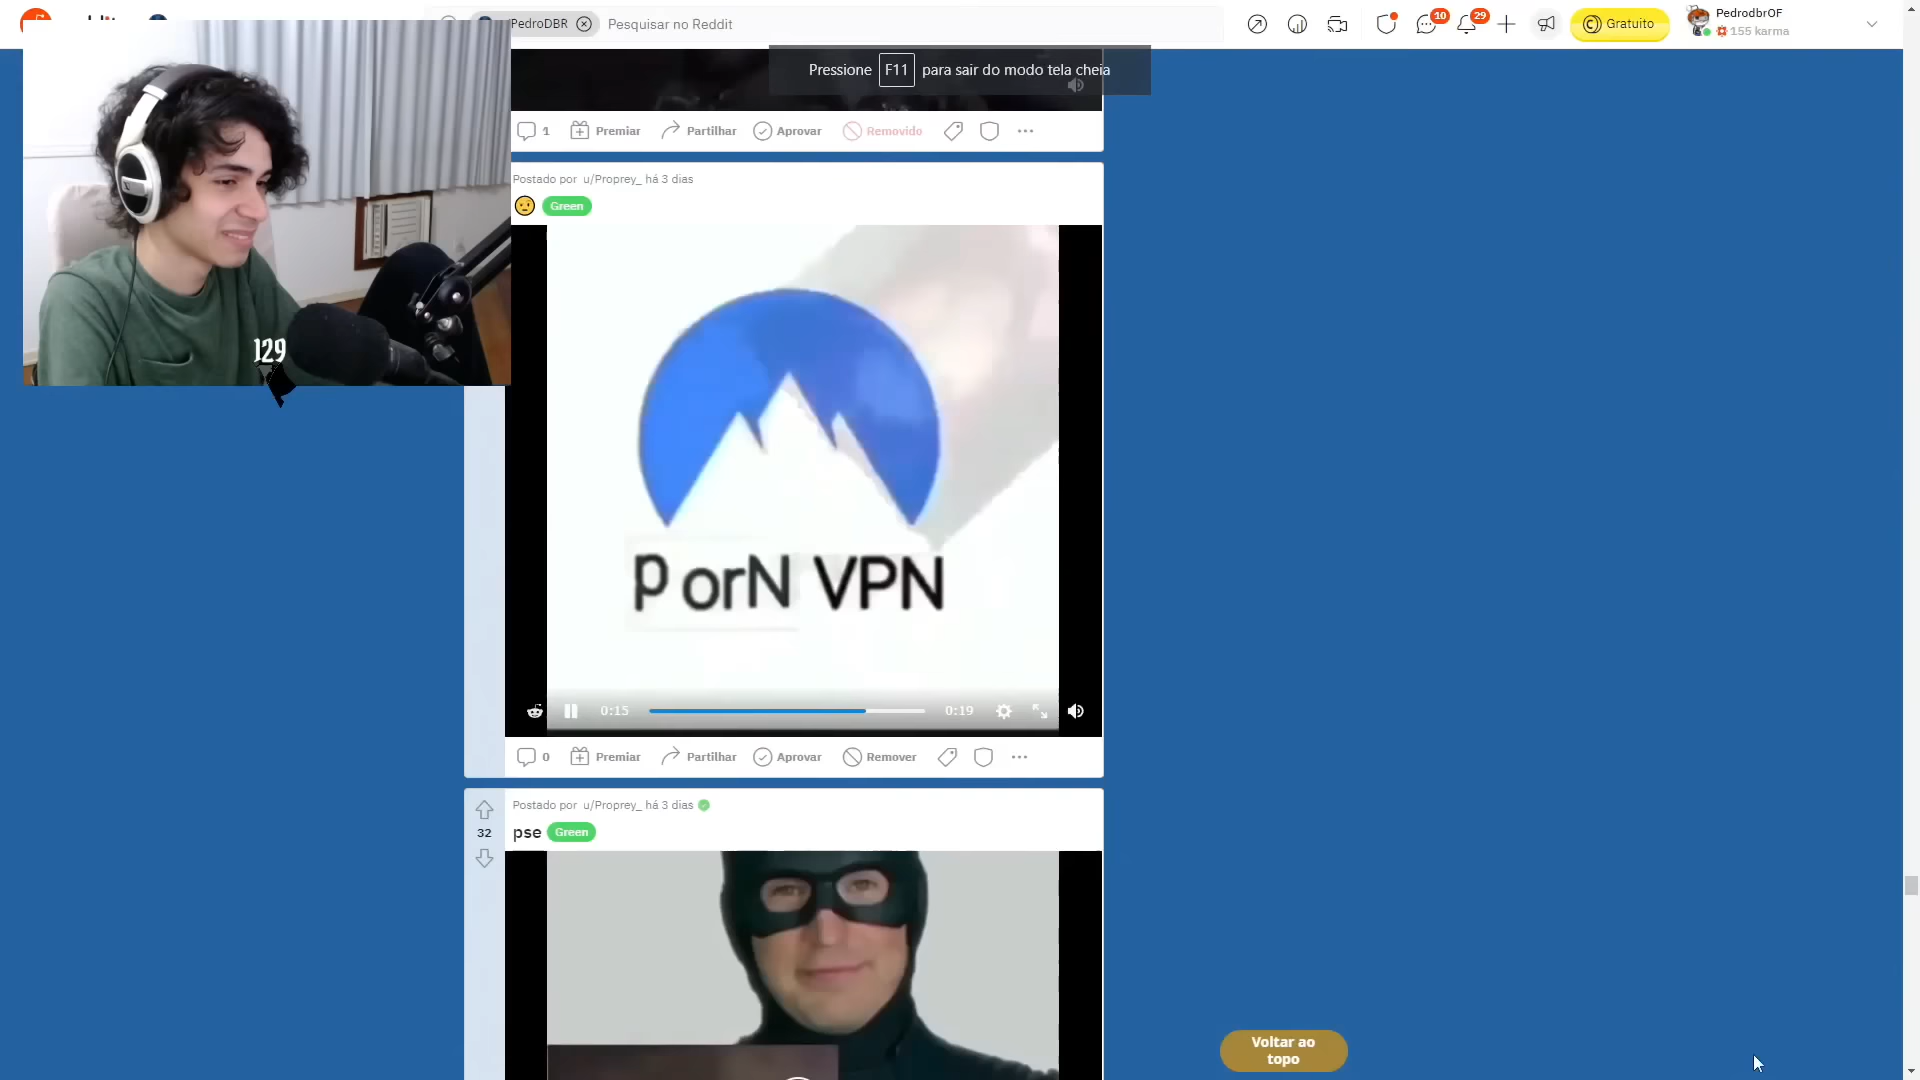 PedroDBR
Pesquisar no Reddit
10
29
Gratuito
PedrodbrOF
155 karma
Pressione F11 para sair do modo tela cheia
1 Premiar Partilhar Aprovar Removido
Postado por u/Proprey_ há 3 dias
Green
129
porN VPN
0:15
0:19
0 Premiar Partilhar Aprovar Remover
Postado por u/Proprey_ há 3 dias
32
pse Green
Voltar ao
topo